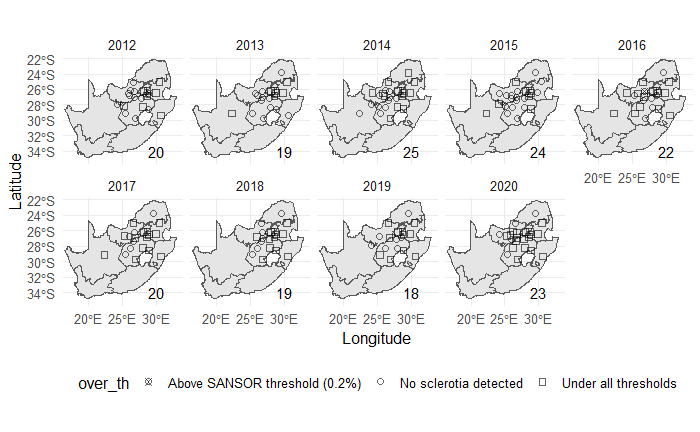 2012 2013 2014 2015 2016
22°S
24°S
26°S
28°S
30°S
32°S
34°S
20 19 25 24 22
20°E 25°E 30°E
2017 2018 2019 2020
22°S
24°S
26°S
28°S
30°S
32°S
34°S
20 19 18 23
20°E 25°E 30°E 20°E 25°E 30°E 20°E 25°E 30°E 20°E 25°E 30°E
Latitude
Longitude
over_th Above SANSOR threshold (0.2%) No sclerotia detected Under all thresholds